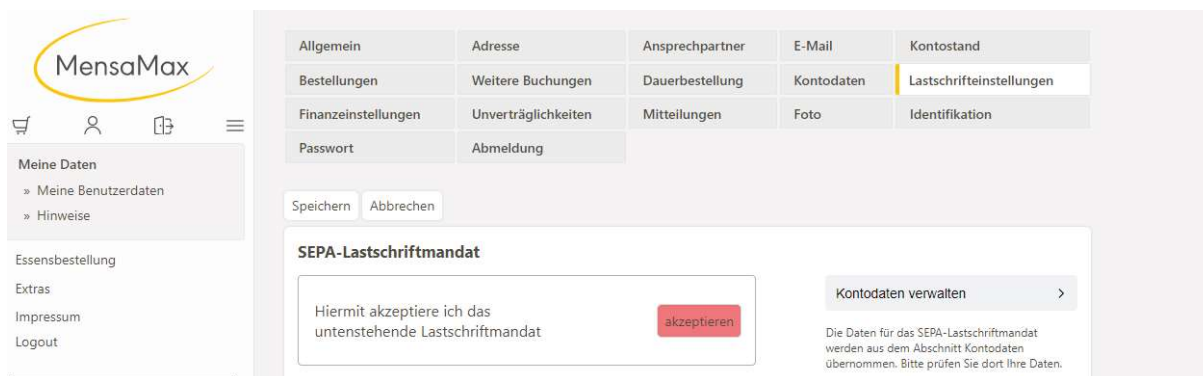 MensaMax
Meine Daten
» Meine Benutzerdaten
» Hinweise
Essensbestellung
Extras
Impressum
Logout
Allgemein Adresse Ansprechpartner E-Mail Kontostand
Bestellungen Weitere Buchungen Dauerbestellung Kontodaten Lastschrifteinstellungen
Finanzeinstellungen Unverträglichkeiten Mitteilungen Foto Identifikation
Passwort Abmeldung
Speichern Abbrechen
SEPA-Lastschriftmandat
Hiermit akzeptiere ich das
untenstehende Lastschriftmandat
akzeptieren
Kontodaten verwalten >
Die Daten für das SEPA-Lastschriftmandat
werden aus dem Abschnitt Kontodaten
übernommen. Bitte prüfen Sie dort Ihre Daten.